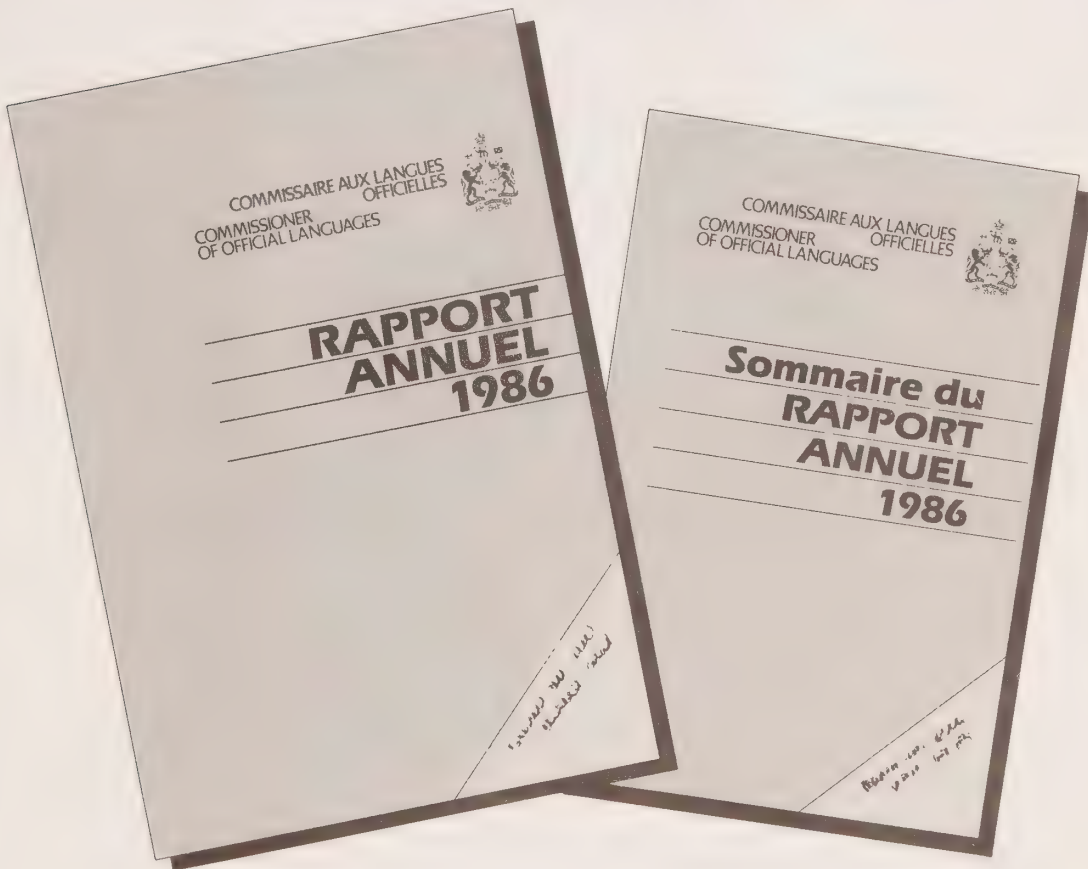 COMMISSAIRE AUX LANGUES
OFFICIELLES
COMMISSIONER
OF OFFICIAL LANGUAGES
RAPPORT
ANNUEL
1986
COMMISSAIRE AUX LANGUES
OFFICIELLES
COMMISSIONER
OF OFFICIAL LANGUAGES
Sommaire du
RAPPORT
ANNUEL
1986